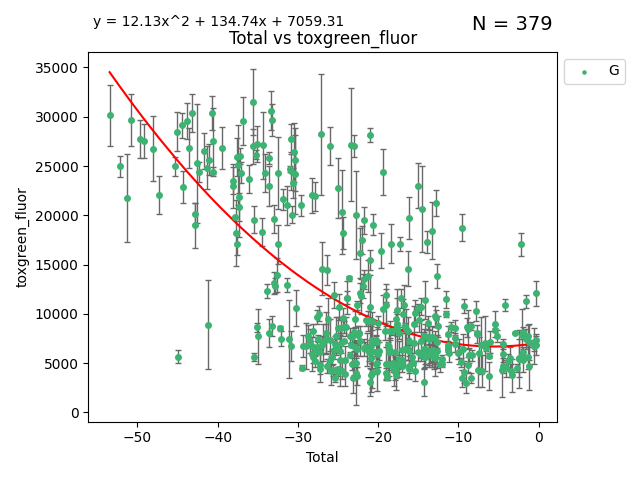 y = 12.13x^2 + 134.74x + 7059.31
N = 379
Total vs toxgreen_fluor
G
35000
30000
25000
20000
15000
10000
5000
0
toxgreen_fluor
−50
−40
−30
−20
−10
0
Total